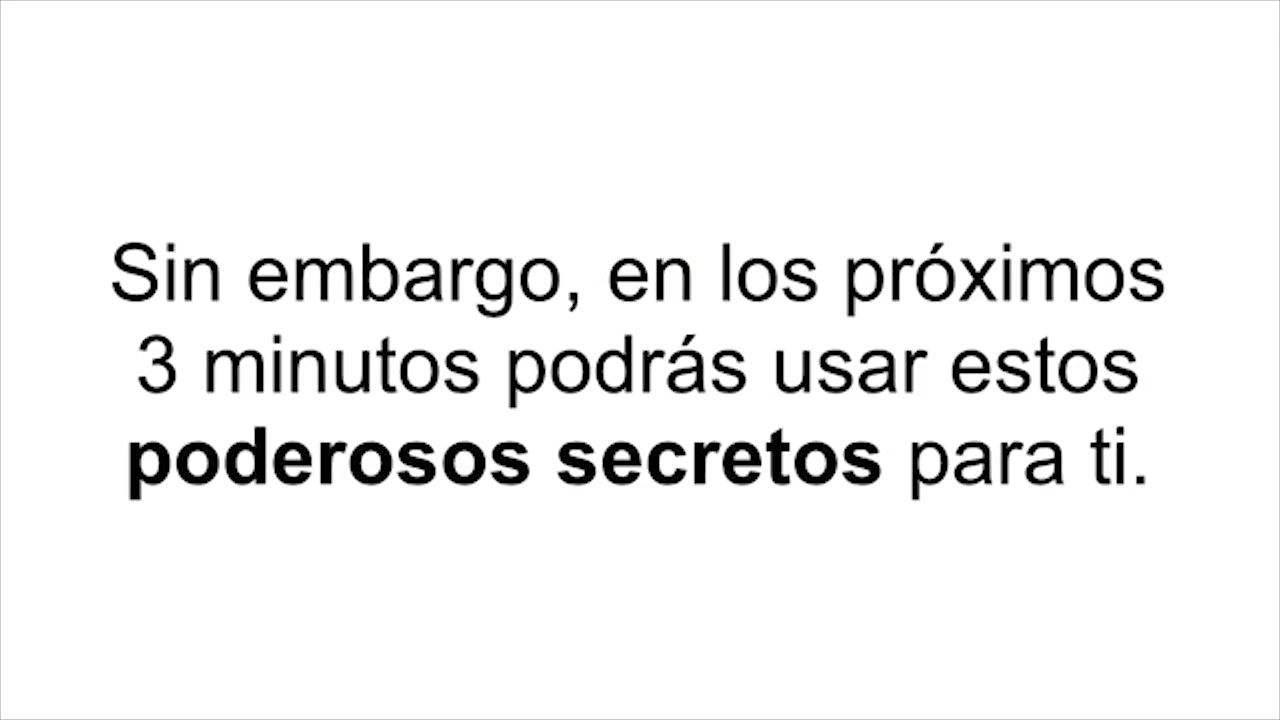 Sin embargo, en los próximos
3 minutos podrás usar estos
poderosos secretos para ti.